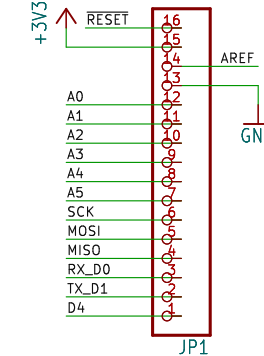 +3V3
RESET 16
15
14 AREF
13
A0 12
A1 11
A2 10
A3 9
A4 8
A5 7
SCK 6
MOSI 5
MISO 4
RX_D0 3
TX_D1 2
D4 1
GN
JP1